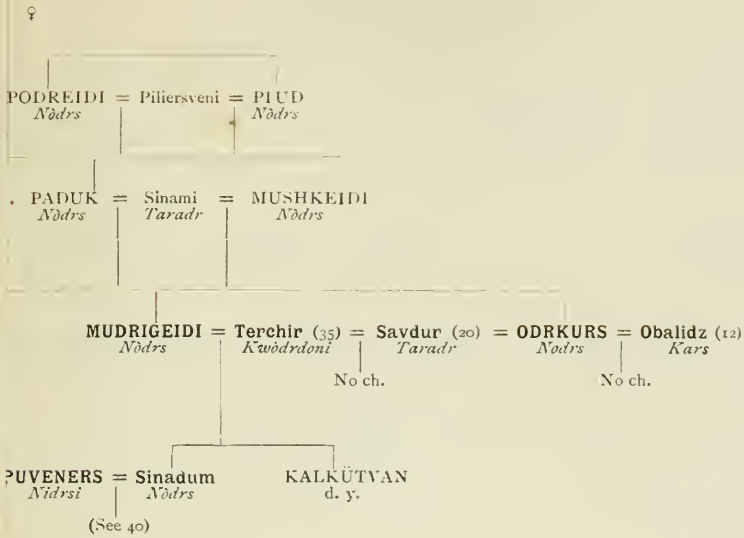 ♀
PODREIDI = Piliersveni = PIUD
Nòdrs Nòdrs
PADUK = Sinami = MUSHKEIDI
Nòdrs Taradr Nòdrs
MUDRIGEIDI = Terchir (35) = Savdur (20) = ODRKURS = Obalidz (12)
Nòdrs Kwòdrdoni Taradr Nodrs Kars
No ch. No ch.
PUVENERS = Sinadum KALKÜTVAN
Nidrsi Nòdrs d. y.
(See 40)